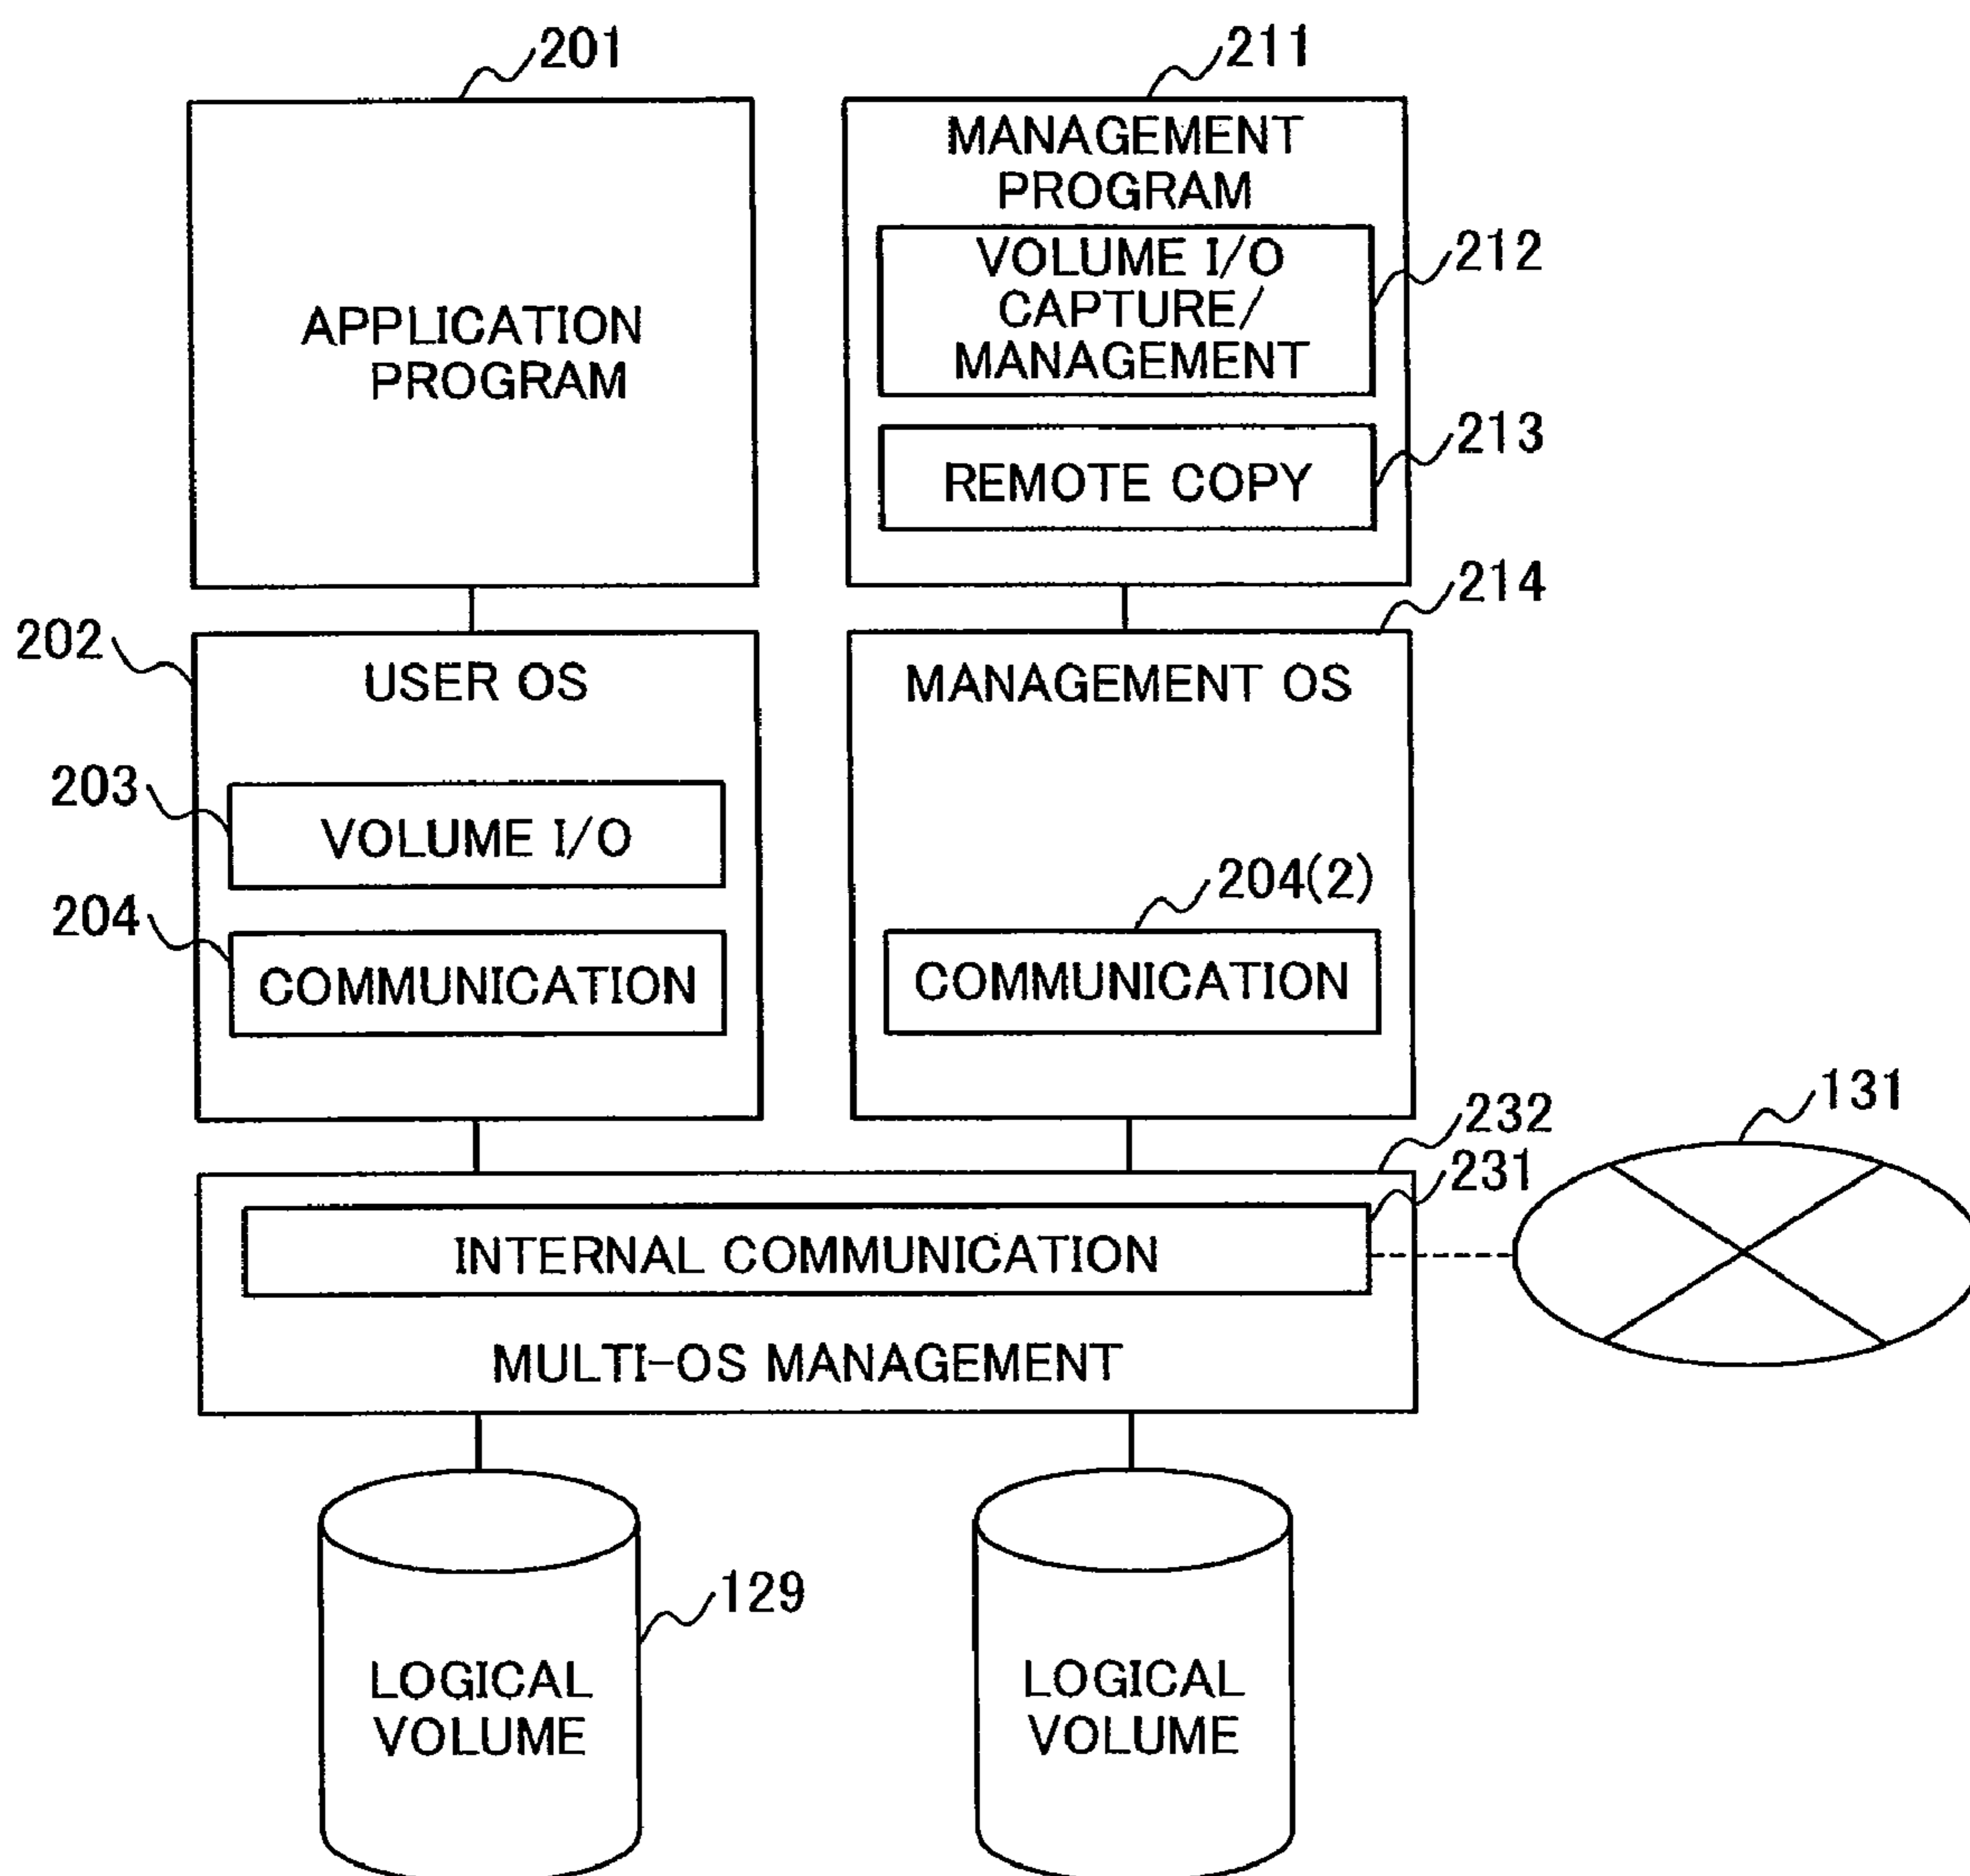 201
211
APPLICATION
PROGRAM
MANAGEMENT
PROGRAM
VOLUME I/O
CAPTURE/
MANAGEMENT
212
REMOTE COPY
213
214
202
USER OS
MANAGEMENT OS
203
VOLUME I/O
204
COMMUNICATION
204(2)
COMMUNICATION
131
232
231
INTERNAL COMMUNICATION
MULTI-OS MANAGEMENT
129
LOGICAL
VOLUME
LOGICAL
VOLUME